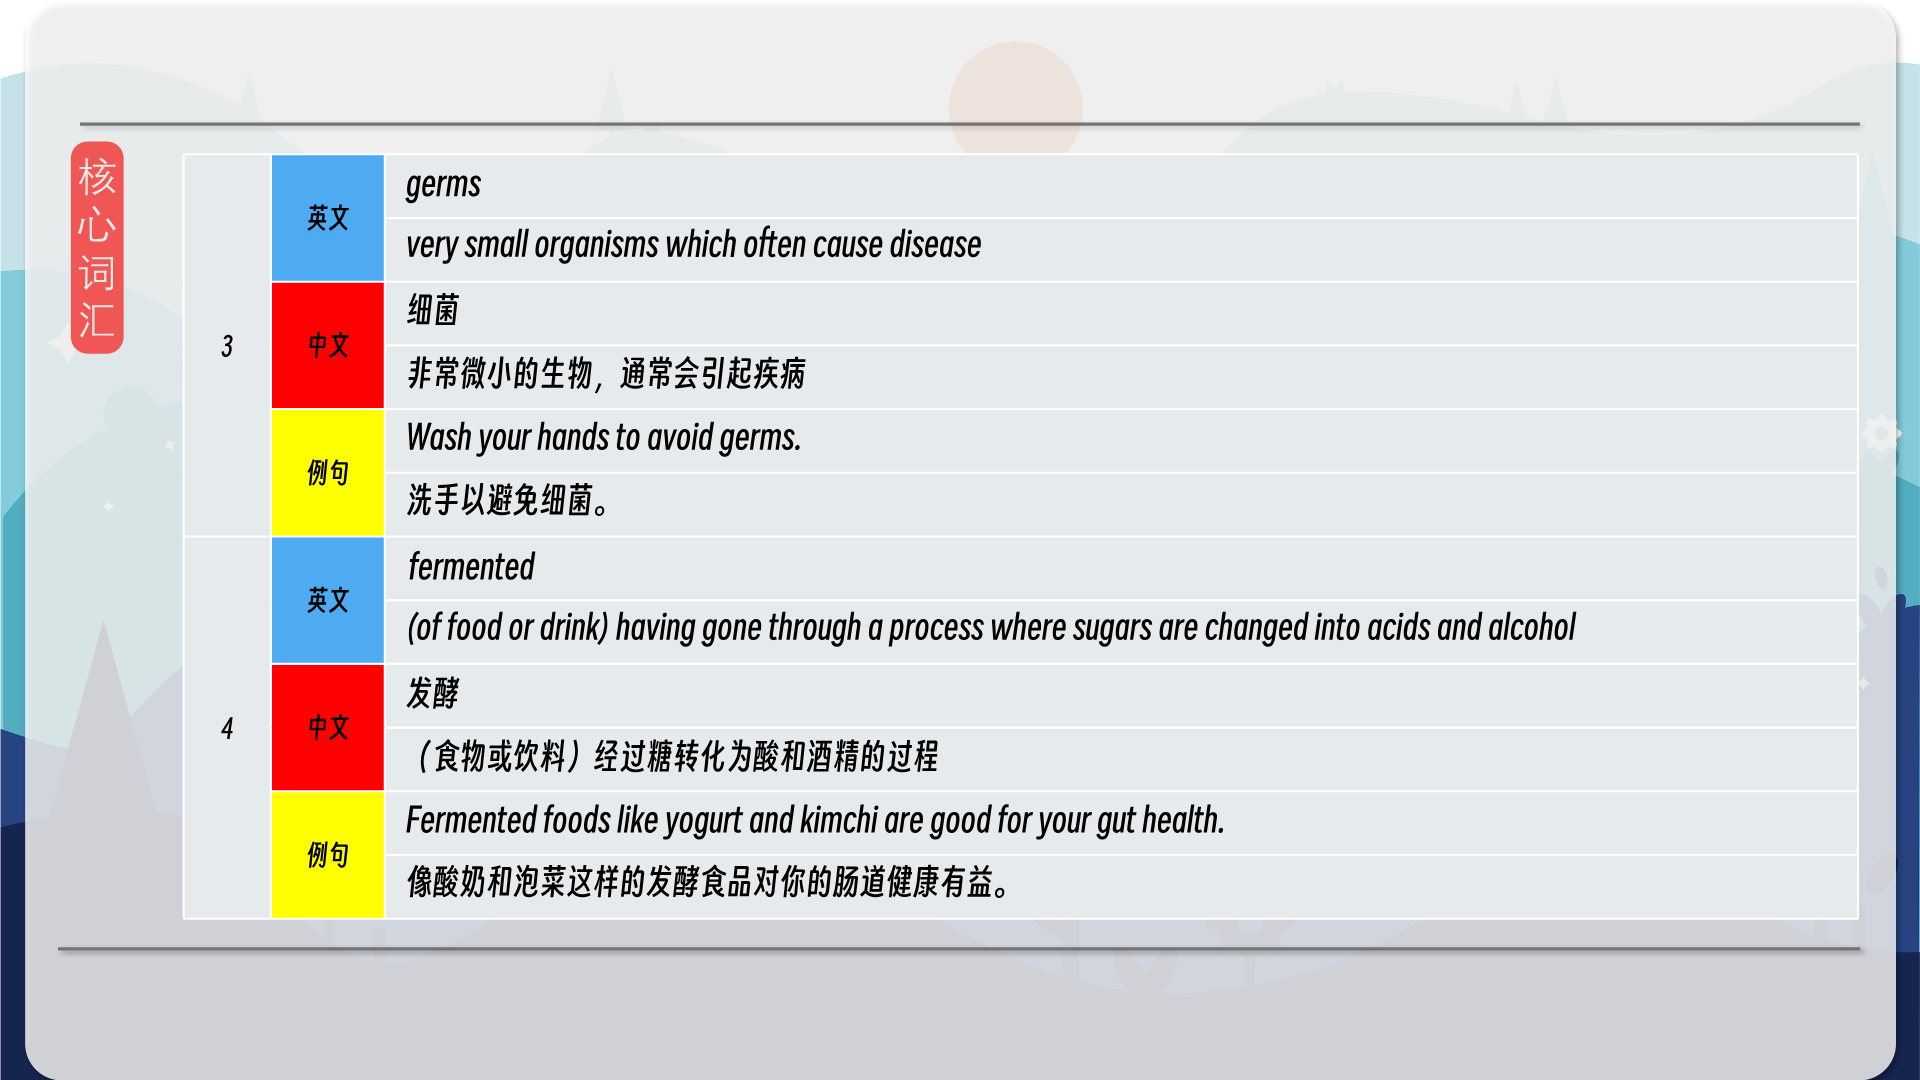 核
心
词
汇
3
英文
germs
very small organisms which often cause disease
中文
细菌
非常微小的生物，通常会引起疾病
例句
Wash your hands to avoid germs.
洗手以避免细菌。
4
英文
fermented
(of food or drink) having gone through a process where sugars are changed into acids and alcohol
中文
发酵
（食物或饮料）经过糖转化为酸和酒精的过程
例句
Fermented foods like yogurt and kimchi are good for your gut health.
像酸奶和泡菜这样的发酵食品对你的肠道健康有益。